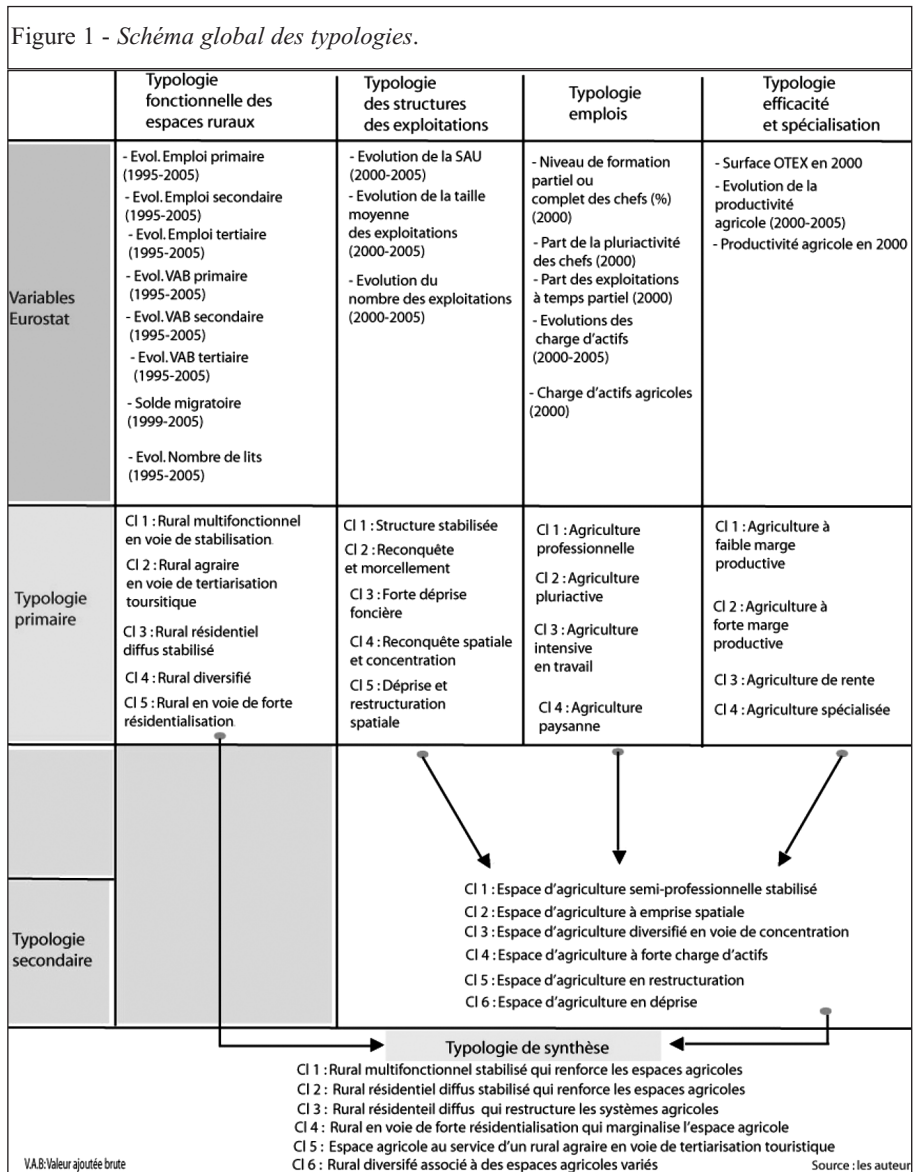 Figure 1 - Schéma global des typologies.
Typologie
fonctionnelle des
espaces ruraux
Typologie
des structures
des exploitations
Typologie
emplois
Typologie
efficacité
et spécialisation
Variables
Eurostat
- Evol. Emploi primaire
(1995-2005)
- Evol. Emploi secondaire
(1995-2005)
- Evol. Emploi tertiaire
(1995-2005)
- Evol. VAB primaire
(1995-2005)
- Evol. VAB secondaire
(1995-2005)
- Evol. VAB tertiaire
(1995-2005)
- Solde migratoire
(1999-2005)
- Evol. Nombre de lits
(1995-2005)
- Evolution de la SAU
(2000-2005)
- Evolution de la taille
moyenne
des exploitations
(2000-2005)
- Evolution du
nombre des exploitations
(2000-2005)
- Niveau de formation
partiel ou
complet des chefs (%)
(2000)
- Part de la pluriactivité
des chefs (2000)
- Part des exploitations
à temps partiel (2000)
- Evolutions des
charge d'actifs
(2000-2005)
- Charge d'actifs agricoles
(2000)
- Surface OTEX en 2000
- Evolution de la
productivité
agricole (2000-2005)
- Productivité agricole en 2000
Typologie
primaire
Cl 1 : Rural multifonctionnel
en voie de stabilisation
Cl 2 : Rural agraire
en voie de tertiarisation
toursitique
Cl 3 : Rural résidentiel
diffus stabilisé
Cl 4 : Rural diversifié
Cl 5 : Rural en voie de forte
résidentialisation
Cl 1 : Structure stabilisée
Cl 2 : Reconquête
et morcellement
Cl 3 : Forte déprise
foncière
Cl 4 : Reconquête spatiale
et concentration
Cl 5 : Déprise et
restructuration
spatiale
Cl 1 : Agriculture
professionnelle
Cl 2 : Agriculture
pluriactive
Cl 3 : Agriculture
intensive
en travail
Cl 4 : Agriculture
paysanne
Cl 1 : Agriculture à
faible marge
productive
Cl 2 : Agriculture à
forte marge
productive
Cl 3 : Agriculture de rente
Cl 4 : Agriculture spécialisée
Typologie
secondaire
Cl 1 : Espace d'agriculture semi-professionnelle stabilisé
Cl 2 : Espace d'agriculture à emprise spatiale
Cl 3 : Espace d'agriculture diversifié en voie de concentration
Cl 4 : Espace d'agriculture à forte charge d'actifs
Cl 5 : Espace d'agriculture en restructuration
Cl 6 : Espace d'agriculture en déprise
Typologie de synthèse
Cl 1 : Rural multifonctionnel stabilisé qui renforce les espaces agricoles
Cl 2 : Rural résidentiel diffus stabilisé qui renforce les espaces agricoles
Cl 3 : Rural résidenteil diffus qui restructure les systèmes agricoles
Cl 4 : Rural en voie de forte résidentialisation qui marginalise l'espace agricole
Cl 5 : Espace agricole au service d'un rural agraire en voie de tertiarisation touristique
Cl 6 : Rural diversifié associé à des espaces agricoles variés
V.A.B: Valeur ajoutée brute
Source : les auteur